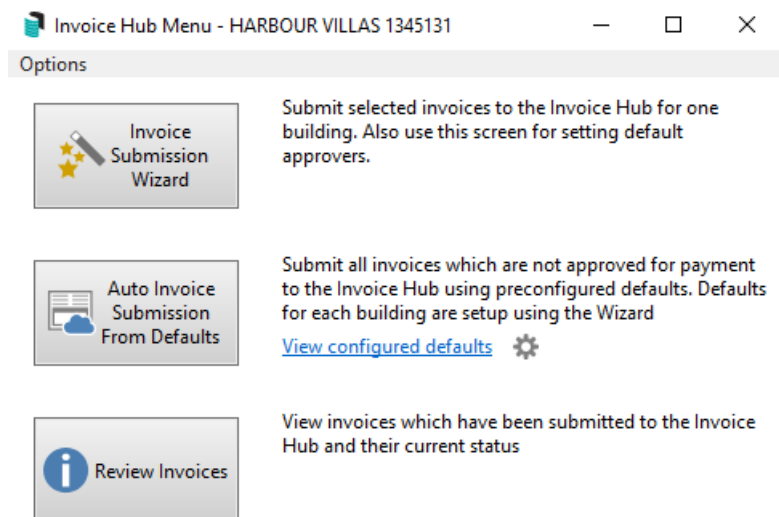 Invoice Hub Menu - HARBOUR VILLAS 1345131
Options
Invoice
Submission
Wizard
Submit selected invoices to the Invoice Hub for one
building. Also use this screen for setting default
approvers.
Auto Invoice
Submission
From Defaults
Submit all invoices which are not approved for payment
to the Invoice Hub using preconfigured defaults. Defaults
for each building are setup using the Wizard
View configured defaults
Review Invoices
View invoices which have been submitted to the Invoice
Hub and their current status